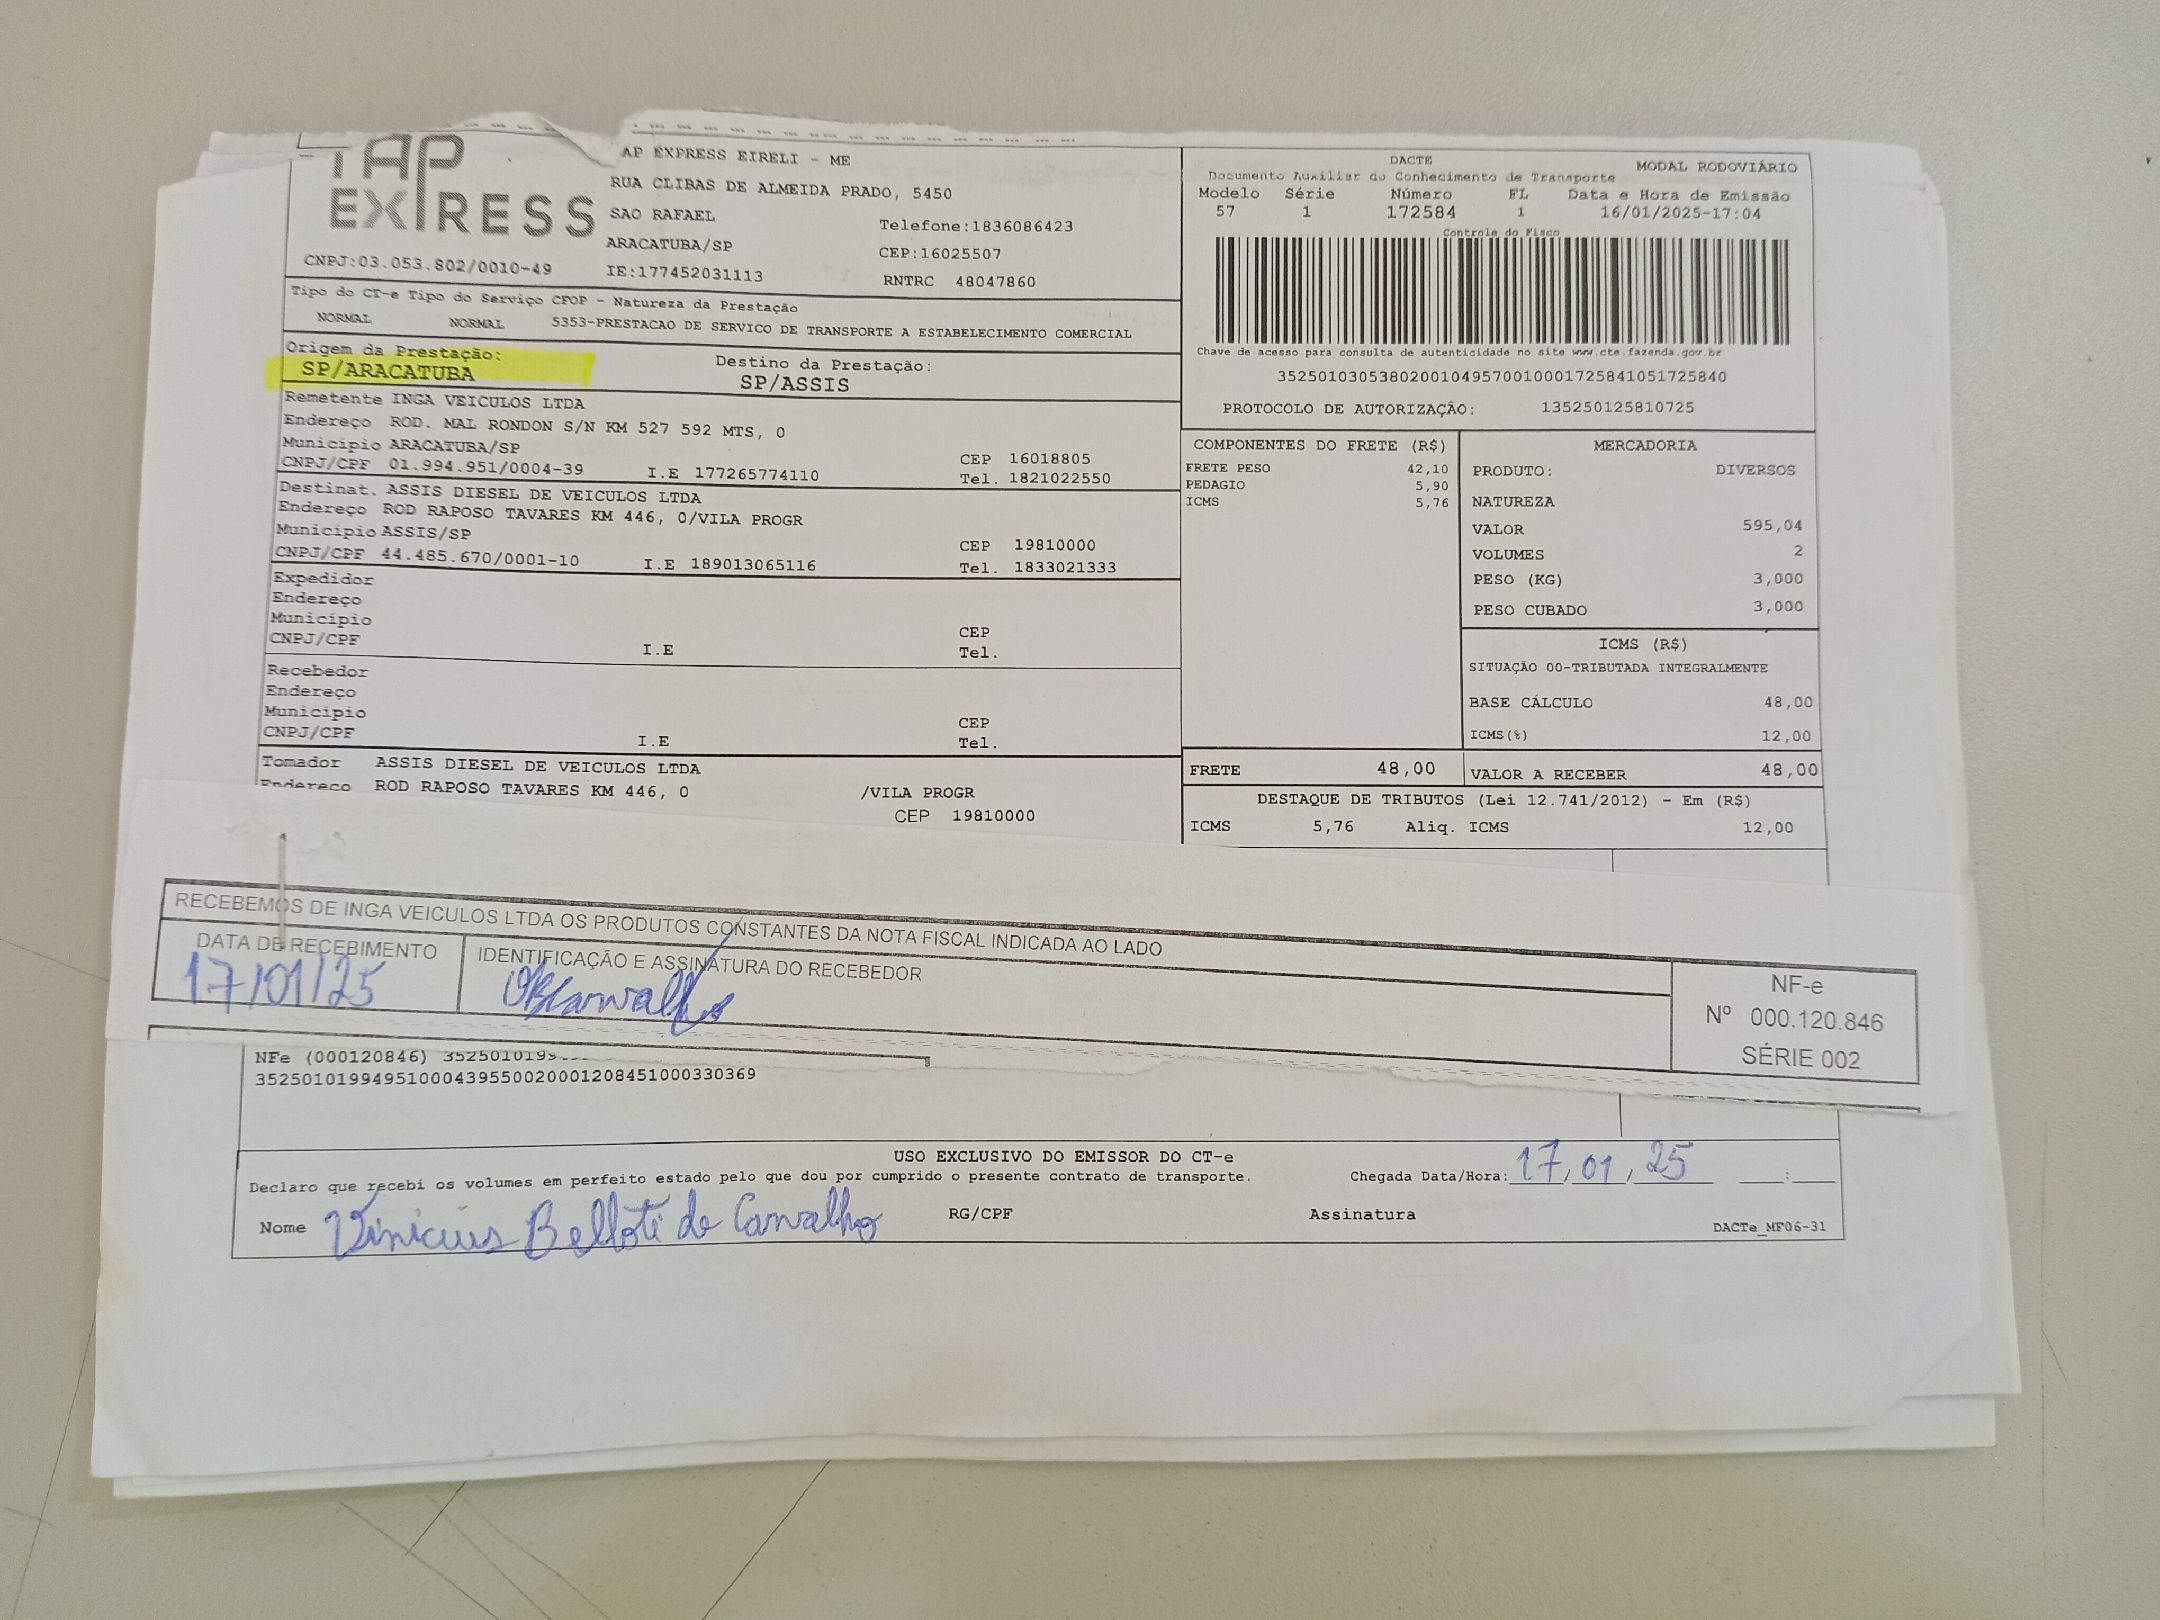 TAP
EXPRESS
CNPJ:03.053.802/0010-49
AP EXPRESS EIRELI - ME
RUA CLIBAS DE ALMEIDA PRADO, 5450
SAO RAFAEL
Telefone:1836086423
ARACATUBA/SP
CEP:16025507
IE:177452031113
RNTRC 48047860
DACTE
MODAL RODOVIÁRIO
Documento Auxiliar do Conhecimento de Transporte
Modelo Série Número FL Data e Hora de Emissão
57 1 172584 1 16/01/2025-17:04
Controle do Fisco
Chave de acesso para consulta de autenticidade no site www.cte.fazenda.gov.br
35250103053802001049570010001725841051725840
PROTOCOLO DE AUTORIZAÇÃO: 135250125810725
Tipo do CT-e Tipo do Serviço CFOP - Natureza da Prestação
NORMAL NORMAL 5353-PRESTACAO DE SERVICO DE TRANSPORTE A ESTABELECIMENTO COMERCIAL
Origem da Prestação: Destino da Prestação:
SP/ARACATUBA SP/ASSIS
Remetente INGA VEICULOS LTDA
Endereço ROD. MAL RONDON S/N KM 527 592 MTS, 0
Município ARACATUBA/SP CEP 16018805
CNPJ/CPF 01.994.951/0004-39 I.E 177265774110 Tel. 1821022550
Destinat. ASSIS DIESEL DE VEICULOS LTDA
Endereço ROD RAPOSO TAVARES KM 446, 0/VILA PROGR
Município ASSIS/SP CEP 19810000
CNPJ/CPF 44.485.670/0001-10 I.E 189013065116 Tel. 1833021333
Expedidor
Endereço
Município CEP
CNPJ/CPF I.E Tel.
Recebedor
Endereço
Município CEP
CNPJ/CPF I.E Tel.
Tomador ASSIS DIESEL DE VEICULOS LTDA
Endereço ROD RAPOSO TAVARES KM 446, 0 /VILA PROGR
CEP 19810000
COMPONENTES DO FRETE (R$)
FRETE PESO 42,10
PEDAGIO 5,90
ICMS 5,76
MERCADORIA
PRODUTO: DIVERSOS
NATUREZA
VALOR 595,04
VOLUMES 2
PESO (KG) 3,000
PESO CUBADO 3,000
ICMS (R$)
SITUAÇÃO 00-TRIBUTADA INTEGRALMENTE
BASE CÁLCULO 48,00
ICMS(%) 12,00
FRETE 48,00 VALOR A RECEBER 48,00
DESTAQUE DE TRIBUTOS (Lei 12.741/2012) - Em (R$)
ICMS 5,76 Aliq. ICMS 12,00
RECEBEMOS DE INGA VEICULOS LTDA OS PRODUTOS CONSTANTES DA NOTA FISCAL INDICADA AO LADO
DATA DE RECEBIMENTO IDENTIFICAÇÃO E ASSINATURA DO RECEBEDOR
17/01/25
NF-e
Nº 000.120.846
SÉRIE 002
NFe (000120846) 3525010199
35250101994951000439550020001208451000330369
USO EXCLUSIVO DO EMISSOR DO CT-e
Declaro que recebi os volumes em perfeito estado pelo que dou por cumprido o presente contrato de transporte. Chegada Data/Hora: 17/01/25 :
Nome Vinicius Belloti de Carvalho RG/CPF Assinatura
DACTe_MF06-31